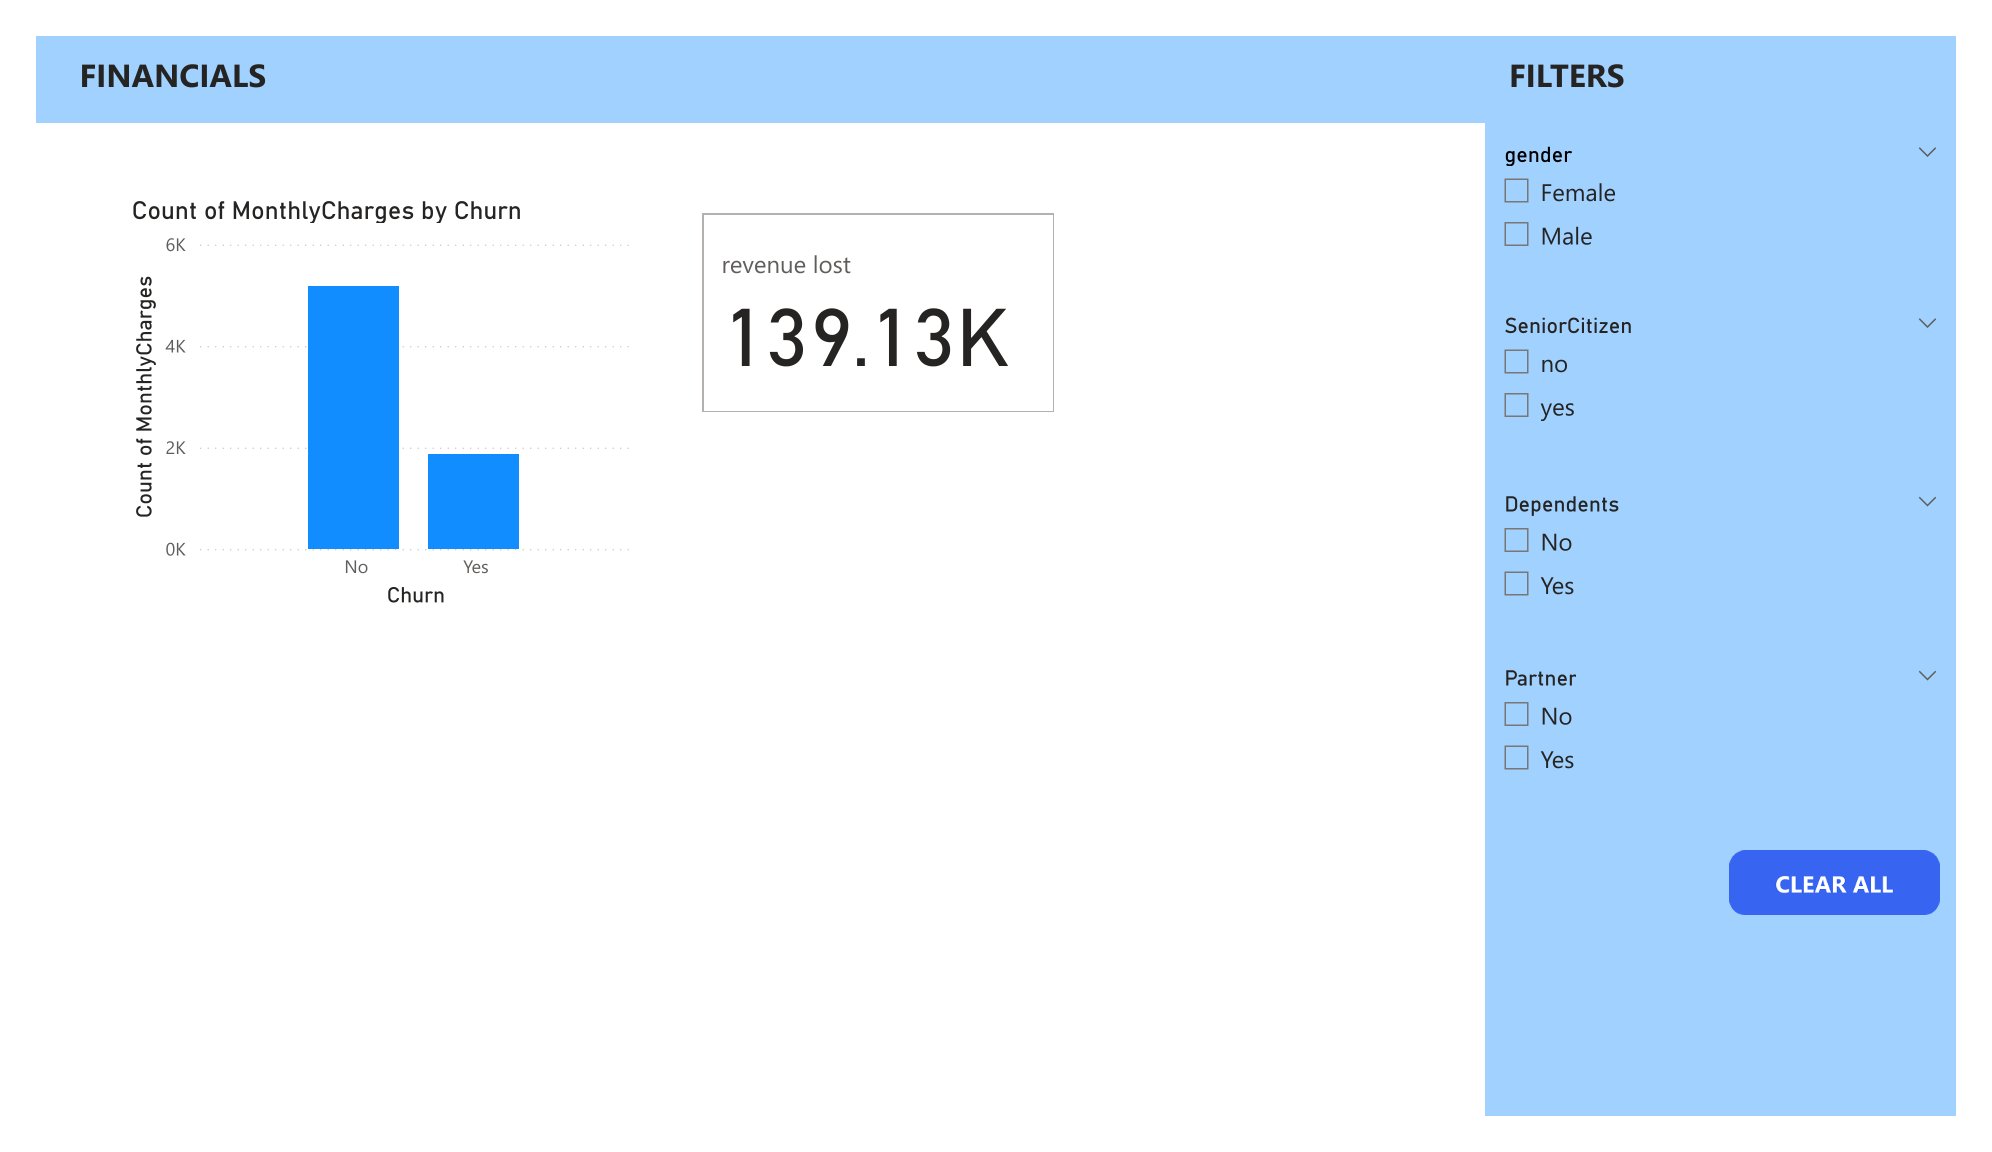 FINANCIALS
Count of MonthlyCharges by Churn
Count of MonthlyCharges
6K
4K
2K
0K
No
Yes
Churn
revenue lost
139.13K
FILTERS
gender
Female
Male
SeniorCitizen
no
yes
Dependents
No
Yes
Partner
No
Yes
CLEAR ALL